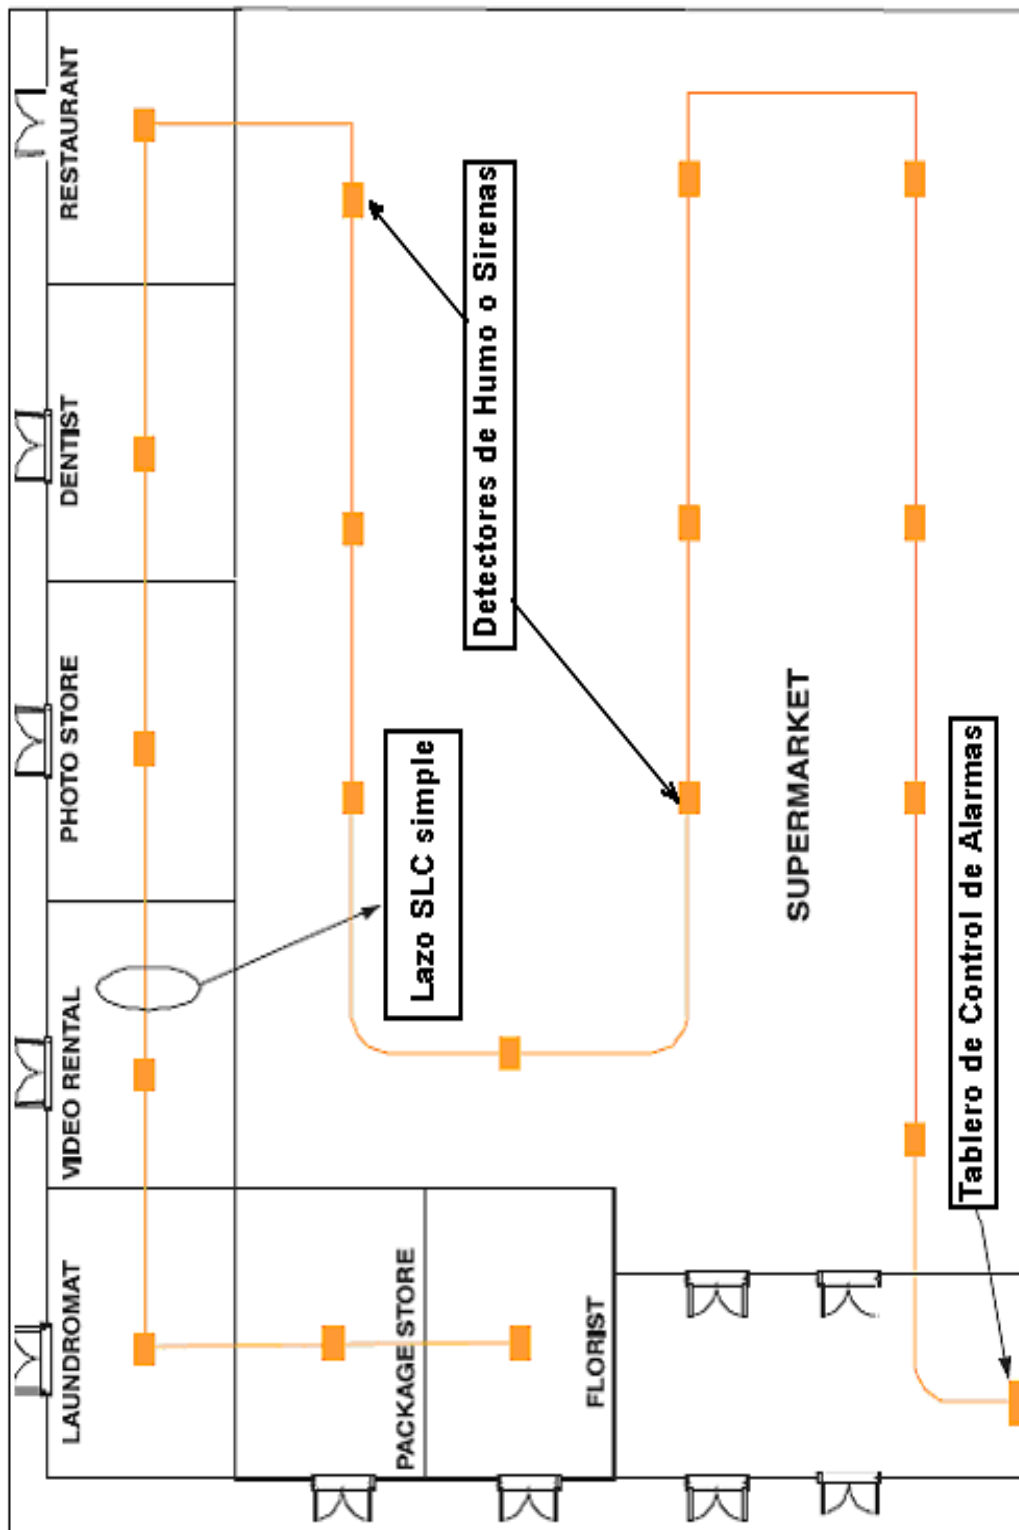 RESTAURANT
DENTIST
PHOTO STORE
VIDEO RENTAL
LAUNDROMAT
PACKAGE STORE
FLORIST
Lazo SLC simple
Detectores de Humo o Sirenas
SUPERMARKET
Tablero de Control de Alarmas